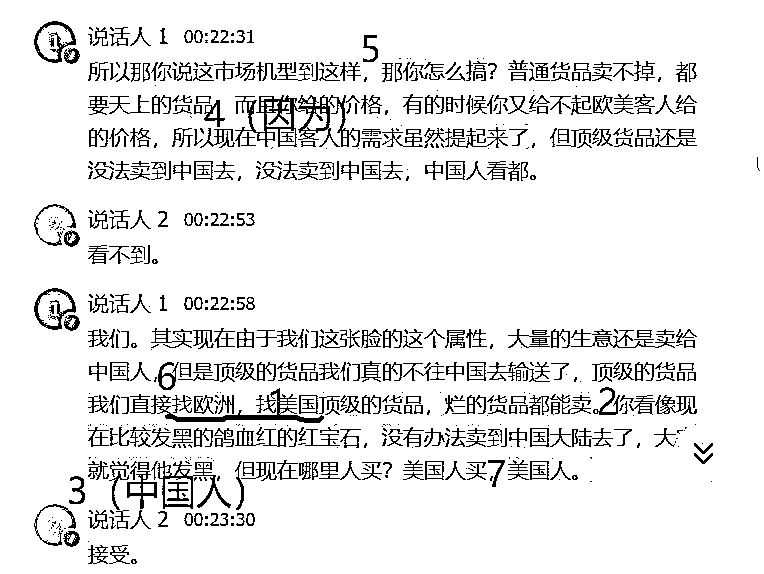 说话人 1 00:22:31
5
所以那你说这市场机型到这样，那你怎么搞？普通货品卖不掉，都
要天上的货品，而且你给的价格，有的时候你又给不起欧美客人给
4（因为）
的价格，所以现在中国客人的需求虽然提起来了，但顶级货品还是
没法卖到中国去，没法卖到中国去，中国人看都。
说话人 2 00:22:53
看不到。
说话人 1 00:22:58
我们。其实现在由于我们这张脸的这个属性，大量的生意还是卖给
中国人，但是顶级的货品我们真的不往中国去输送了，顶级的货品
6
我们直接找欧洲，找美国顶级的货品，烂的货品都能卖。你看像现
1 2
在比较发黑的鸽血红的红宝石，没有办法卖到中国大陆去了，大
就觉得他发黑，但现在哪里人买？美国人买，美国人。
7
3（中国人）
说话人 2 00:23:30
接受。